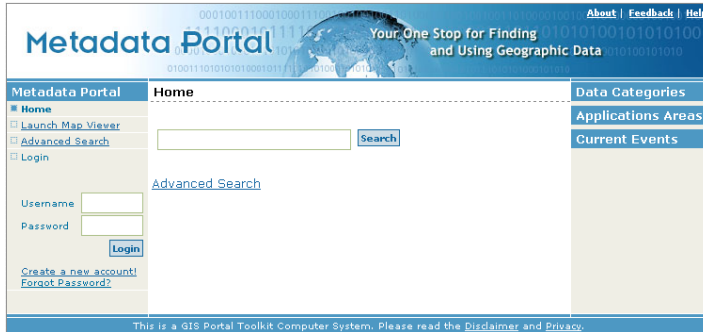 About | Feedback | Help
Metadata Portal
Your One Stop for Finding
and Using Geographic Data
Metadata Portal
Home
Launch Map Viewer
Advanced Search
Login
Username
Password
Login
Create a new account!
Forgot Password?
Home
Search
Advanced Search
Data Categories
Applications Areas
Current Events
This is a GIS Portal Toolkit Computer System. Please read the Disclaimer and Privacy.